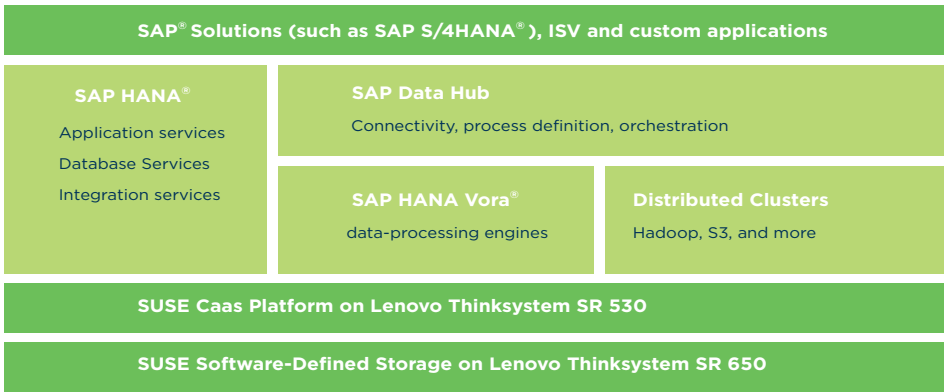 SAP® Solutions (such as SAP S/4HANA®), ISV and custom applications
SAP HANA®
Application services
Database Services
Integration services
SAP Data Hub
Connectivity, process definition, orchestration
SAP HANA Vora®
data-processing engines
Distributed Clusters
Hadoop, S3, and more
SUSE Caas Platform on Lenovo Thinksystem SR 530
SUSE Software-Defined Storage on Lenovo Thinksystem SR 650